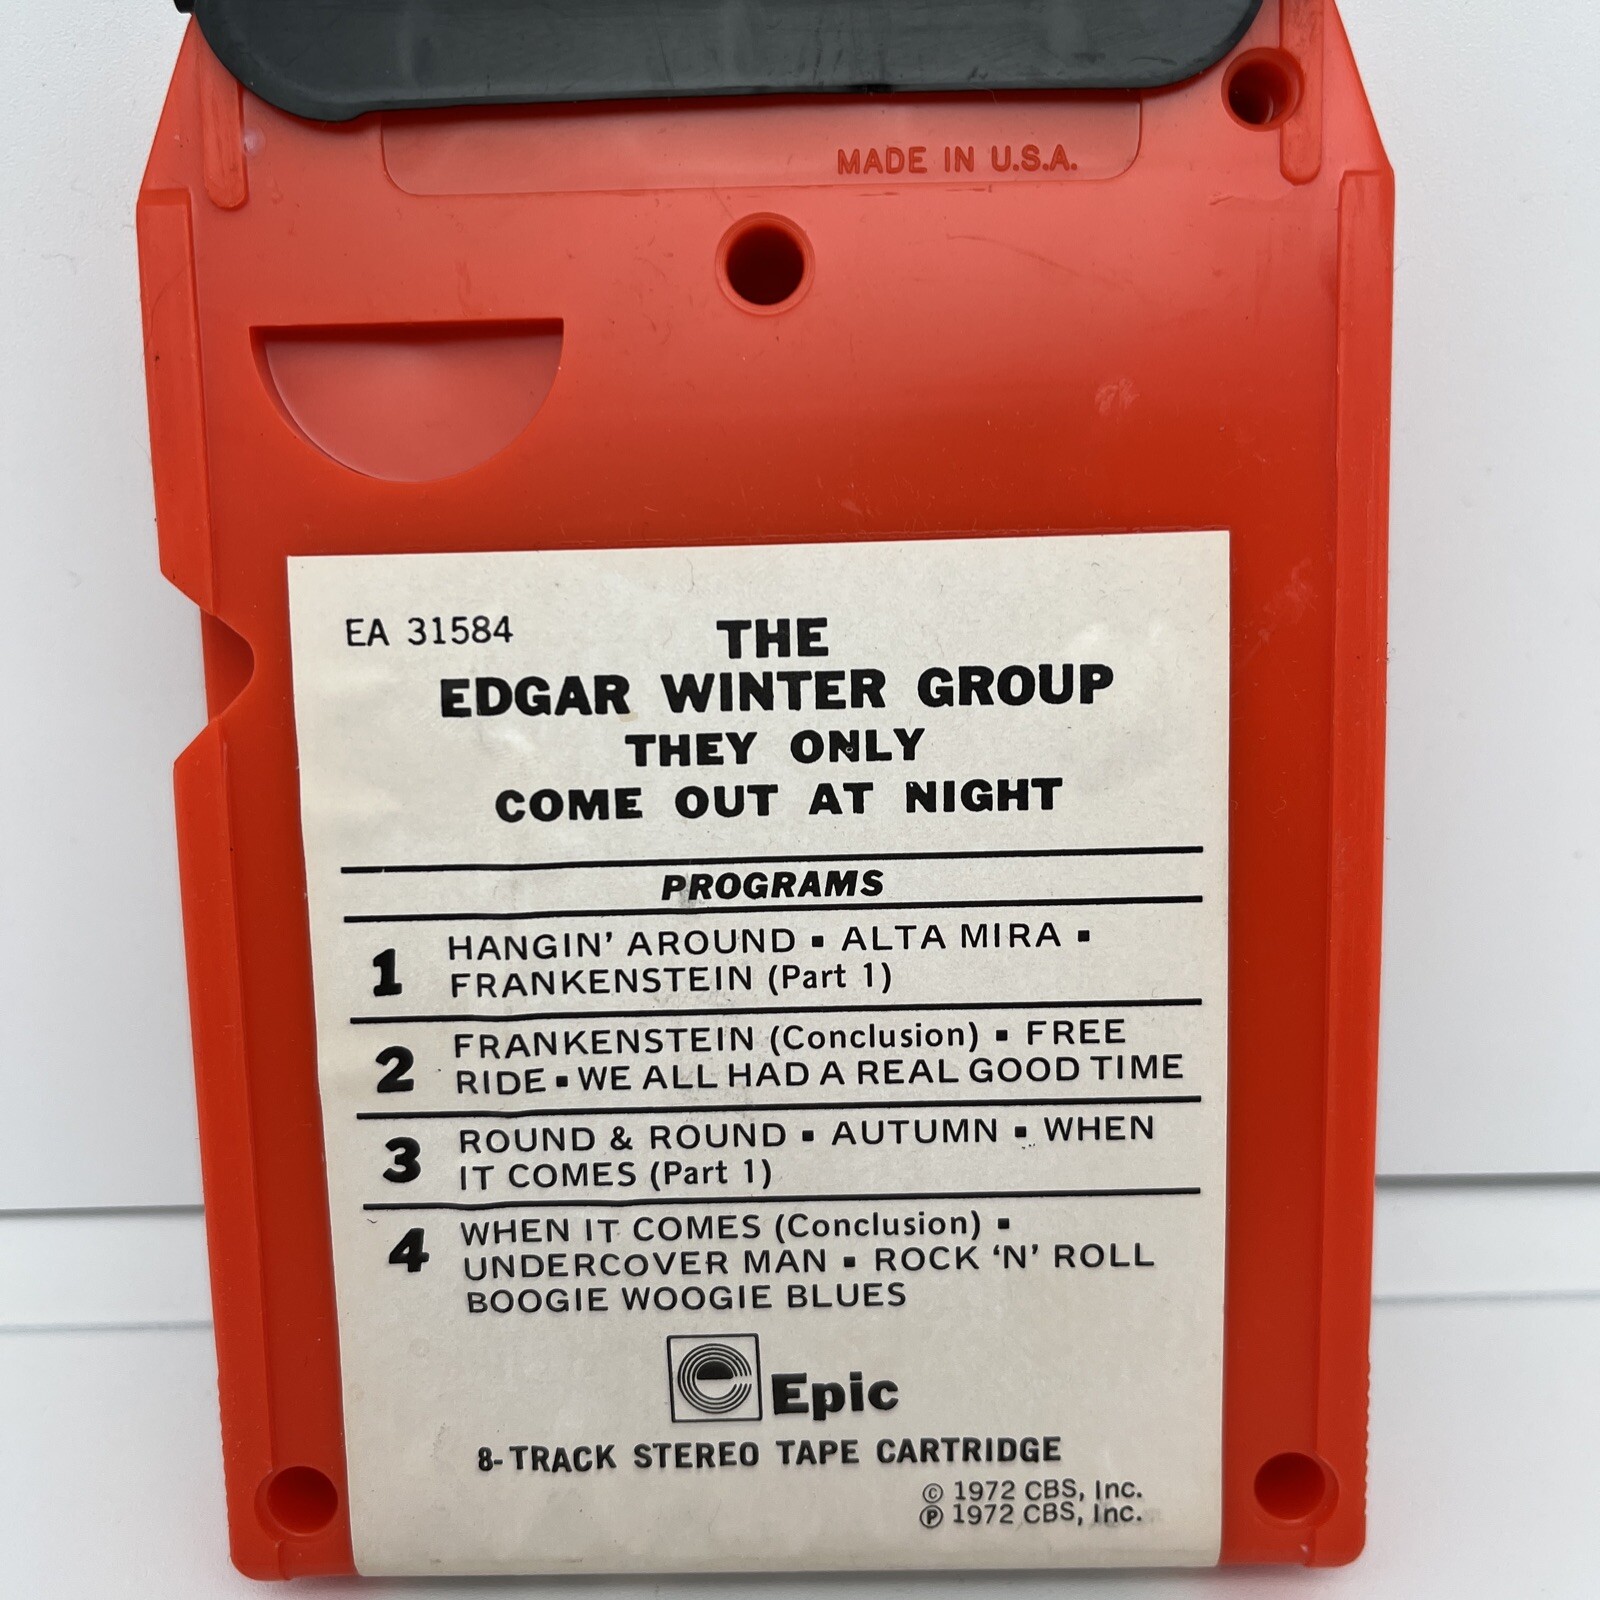 MADE IN U.S.A.
EA 31584
THE
EDGAR WINTER GROUP
THEY ONLY
COME OUT AT NIGHT
PROGRAMS
1 HANGIN' AROUND ▪ ALTA MIRA ▪
FRANKENSTEIN (Part 1)
2 FRANKENSTEIN (Conclusion) ▪ FREE
RIDE ▪ WE ALL HAD A REAL GOOD TIME
3 ROUND & ROUND ▪ AUTUMN ▪ WHEN
IT COMES (Part 1)
4 WHEN IT COMES (Conclusion) ▪
UNDERCOVER MAN ▪ ROCK 'N' ROLL
BOOGIE WOOGIE BLUES
Epic
8-TRACK STEREO TAPE CARTRIDGE
© 1972 CBS, Inc.
℗ 1972 CBS, Inc.